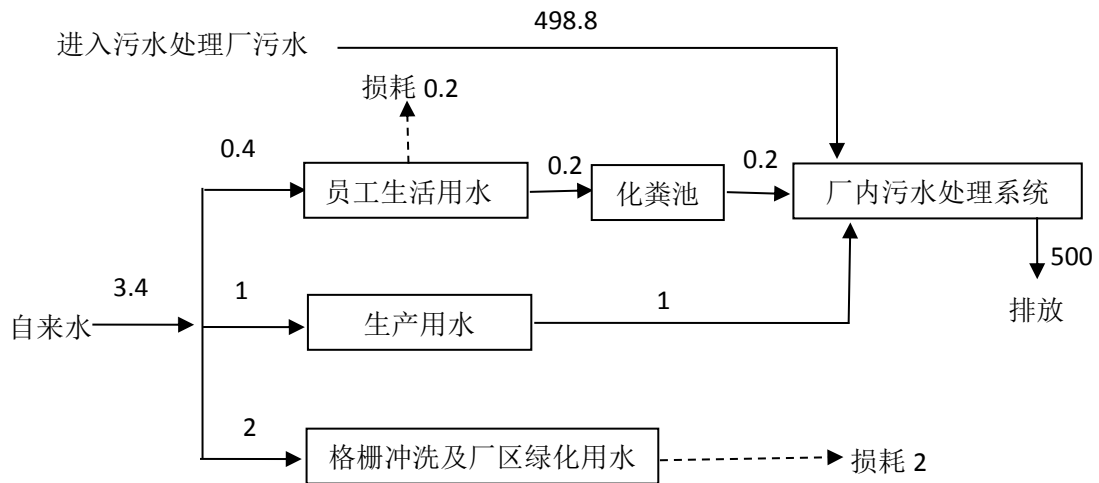 498.8
进入污水处理厂污水
损耗 0.2
0.4
员工生活用水
0.2
化粪池
0.2
厂内污水处理系统
500
排放
3.4
自来水
1
生产用水
1
2
格栅冲洗及厂区绿化用水
损耗 2